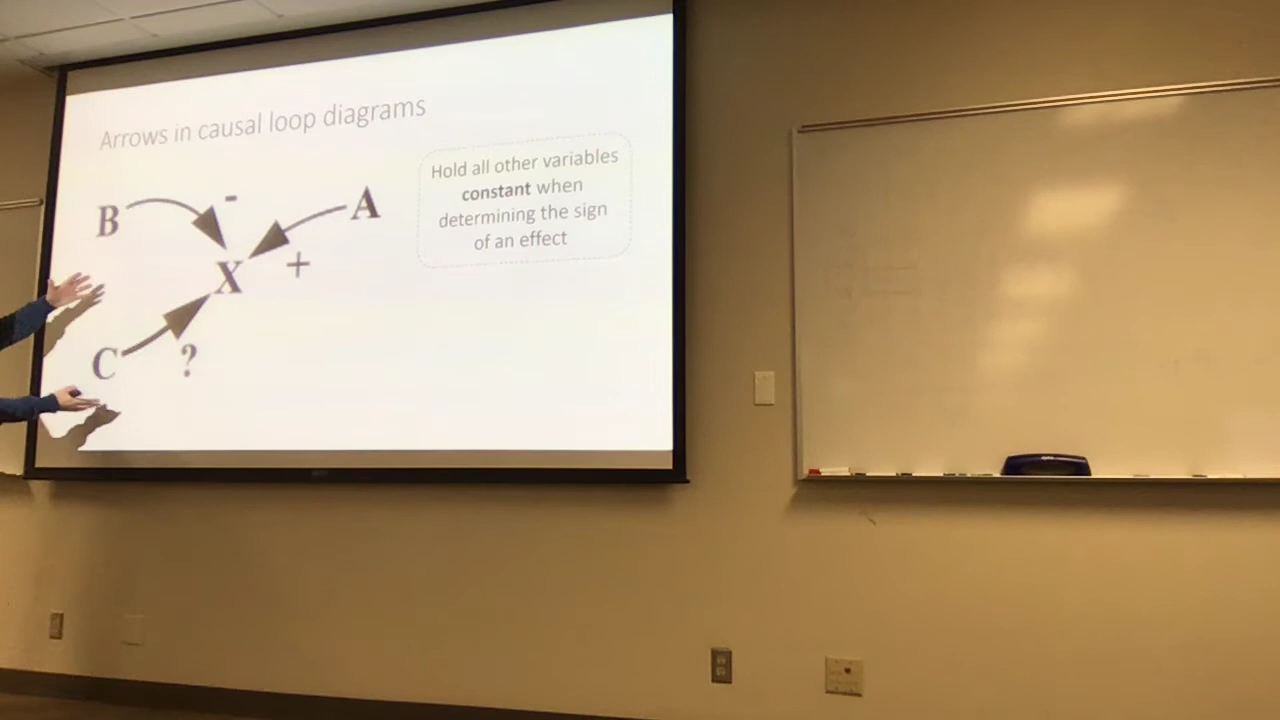 Arrows in causal loop diagrams
Hold all other variables
constant when
determining the sign
of an effect
B
-
A
X
+
C
?